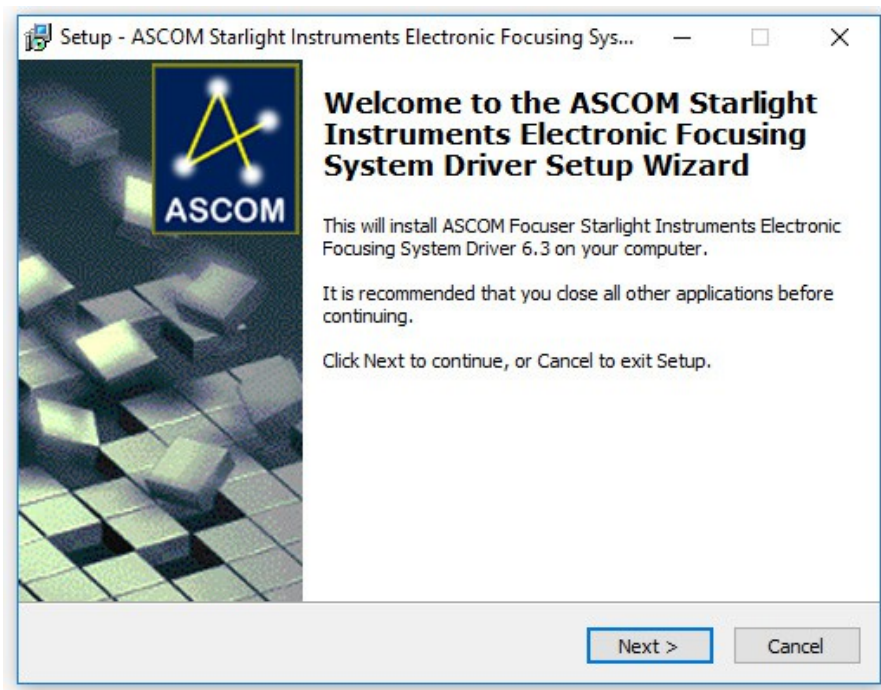 Setup - ASCOM Starlight Instruments Electronic Focusing Sys...
ASCOM
Welcome to the ASCOM Starlight
Instruments Electronic Focusing
System Driver Setup Wizard
This will install ASCOM Focuser Starlight Instruments Electronic
Focusing System Driver 6.3 on your computer.
It is recommended that you close all other applications before
continuing.
Click Next to continue, or Cancel to exit Setup.
Next >
Cancel